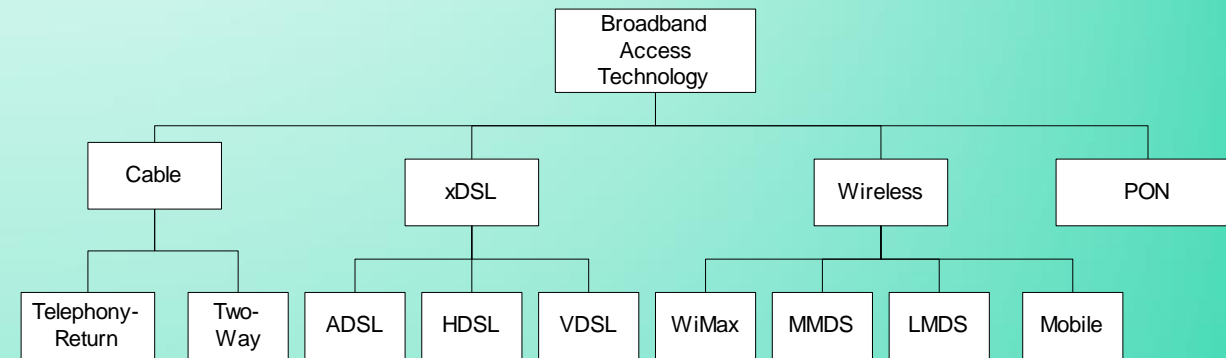 Broadband
Access
Technology
Cable
xDSL
Wireless
PON
Telephony-
Return
Two-
Way
ADSL
HDSL
VDSL
WiMax
MMDS
LMDS
Mobile